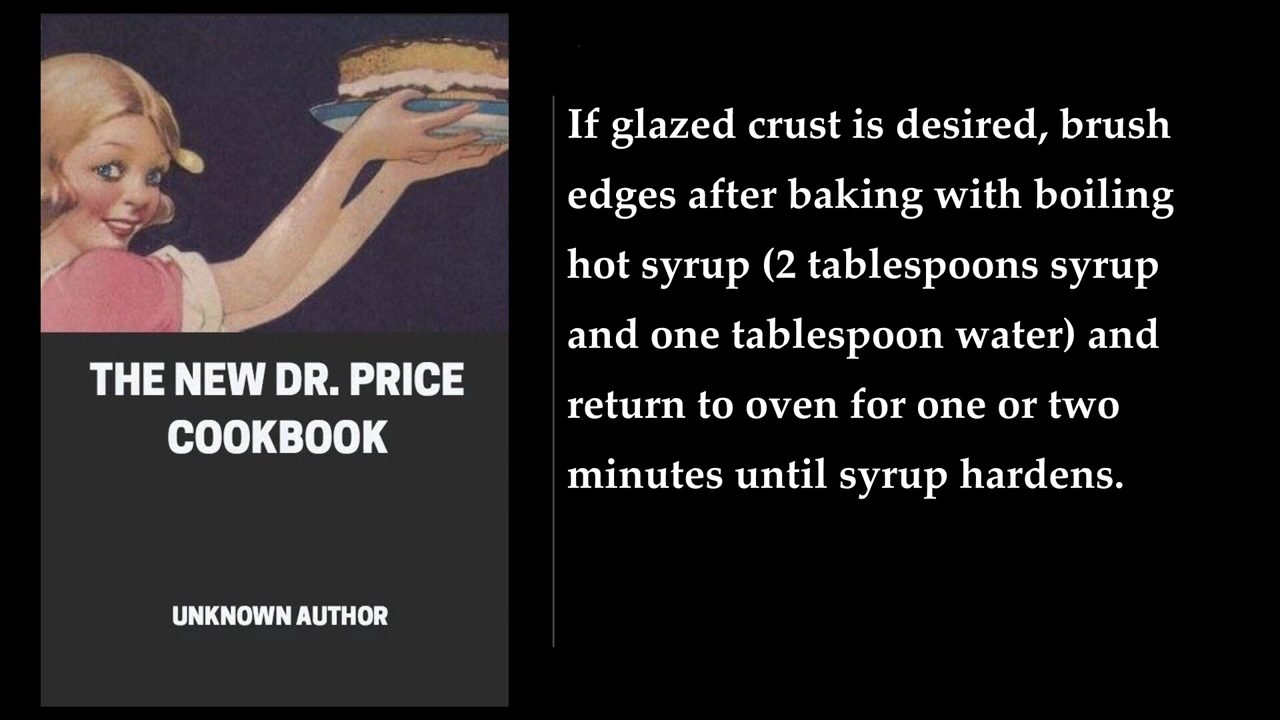 THE NEW DR. PRICE
COOKBOOK
UNKNOWN AUTHOR
If glazed crust is desired, brush
edges after baking with boiling
hot syrup (2 tablespoons syrup
and one tablespoon water) and
return to oven for one or two
minutes until syrup hardens.